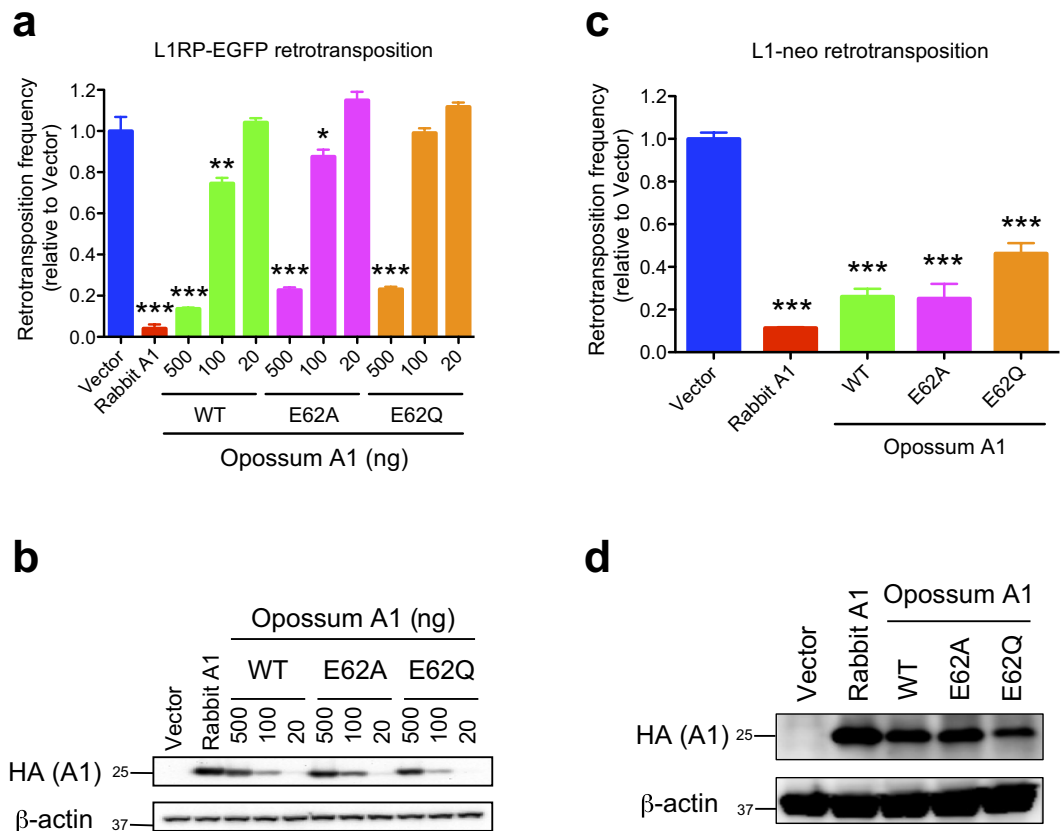 a
L1RP-EGFP retrotransposition
Retrotransposition frequency
(relative to Vector)
1.2
1.0
0.8
0.6
0.4
0.2
0.0
***
***
**
***
*
***
Vector
Rabbit A1
500
100
20
500
100
20
500
100
20
WT
E62A
E62Q
Opossum A1 (ng)
c
L1-neo retrotransposition
Retrotransposition frequency
(relative to Vector)
1.2
1.0
0.8
0.6
0.4
0.2
0.0
***
***
***
***
Vector
Rabbit A1
WT
E62A
E62Q
Opossum A1
b
Opossum A1 (ng)
WT
E62A
E62Q
Vector
Rabbit A1
500
100
20
500
100
20
500
100
20
HA (A1)
25
β-actin
37
d
Opossum A1
Vector
Rabbit A1
WT
E62A
E62Q
HA (A1)
25
β-actin
37